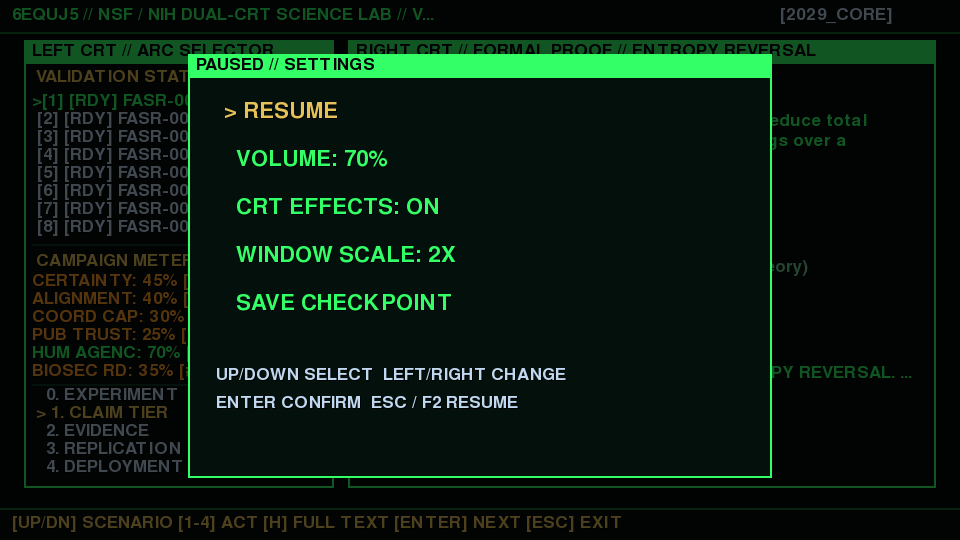 6EQUJ5 // NSF / NIH DUAL-CRT SCIENCE LAB // V...
[2029_CORE]
LEFT CRT // ARC SELECTOR
RIGHT CRT // FORMAL PROOF // ENTROPY REVERSAL
PAUSED // SETTINGS
VALIDATION STAT
>[1] [RDY] FASR-00
[2] [RDY] FASR-00
[3] [RDY] FASR-00
[4] [RDY] FASR-00
[5] [RDY] FASR-00
[6] [RDY] FASR-00
[7] [RDY] FASR-00
[8] [RDY] FASR-00
CAMPAIGN METER
CERTAINTY: 45% [
ALIGNMENT: 40% [
COORD CAP: 30%
PUB TRUST: 25% [
HUM AGENC: 70%
BIOSEC RD: 35% [
0. EXPERIMENT
> 1. CLAIM TIER
2. EVIDENCE
3. REPLICATION
4. DEPLOYMENT
> RESUME
VOLUME: 70%
CRT EFFECTS: ON
WINDOW SCALE: 2X
SAVE CHECKPOINT
UP/DOWN SELECT LEFT/RIGHT CHANGE
ENTER CONFIRM ESC / F2 RESUME
educe total
gs over a
eory)
PY REVERSAL. ...
[UP/DN] SCENARIO [1-4] ACT [H] FULL TEXT [ENTER] NEXT [ESC] EXIT